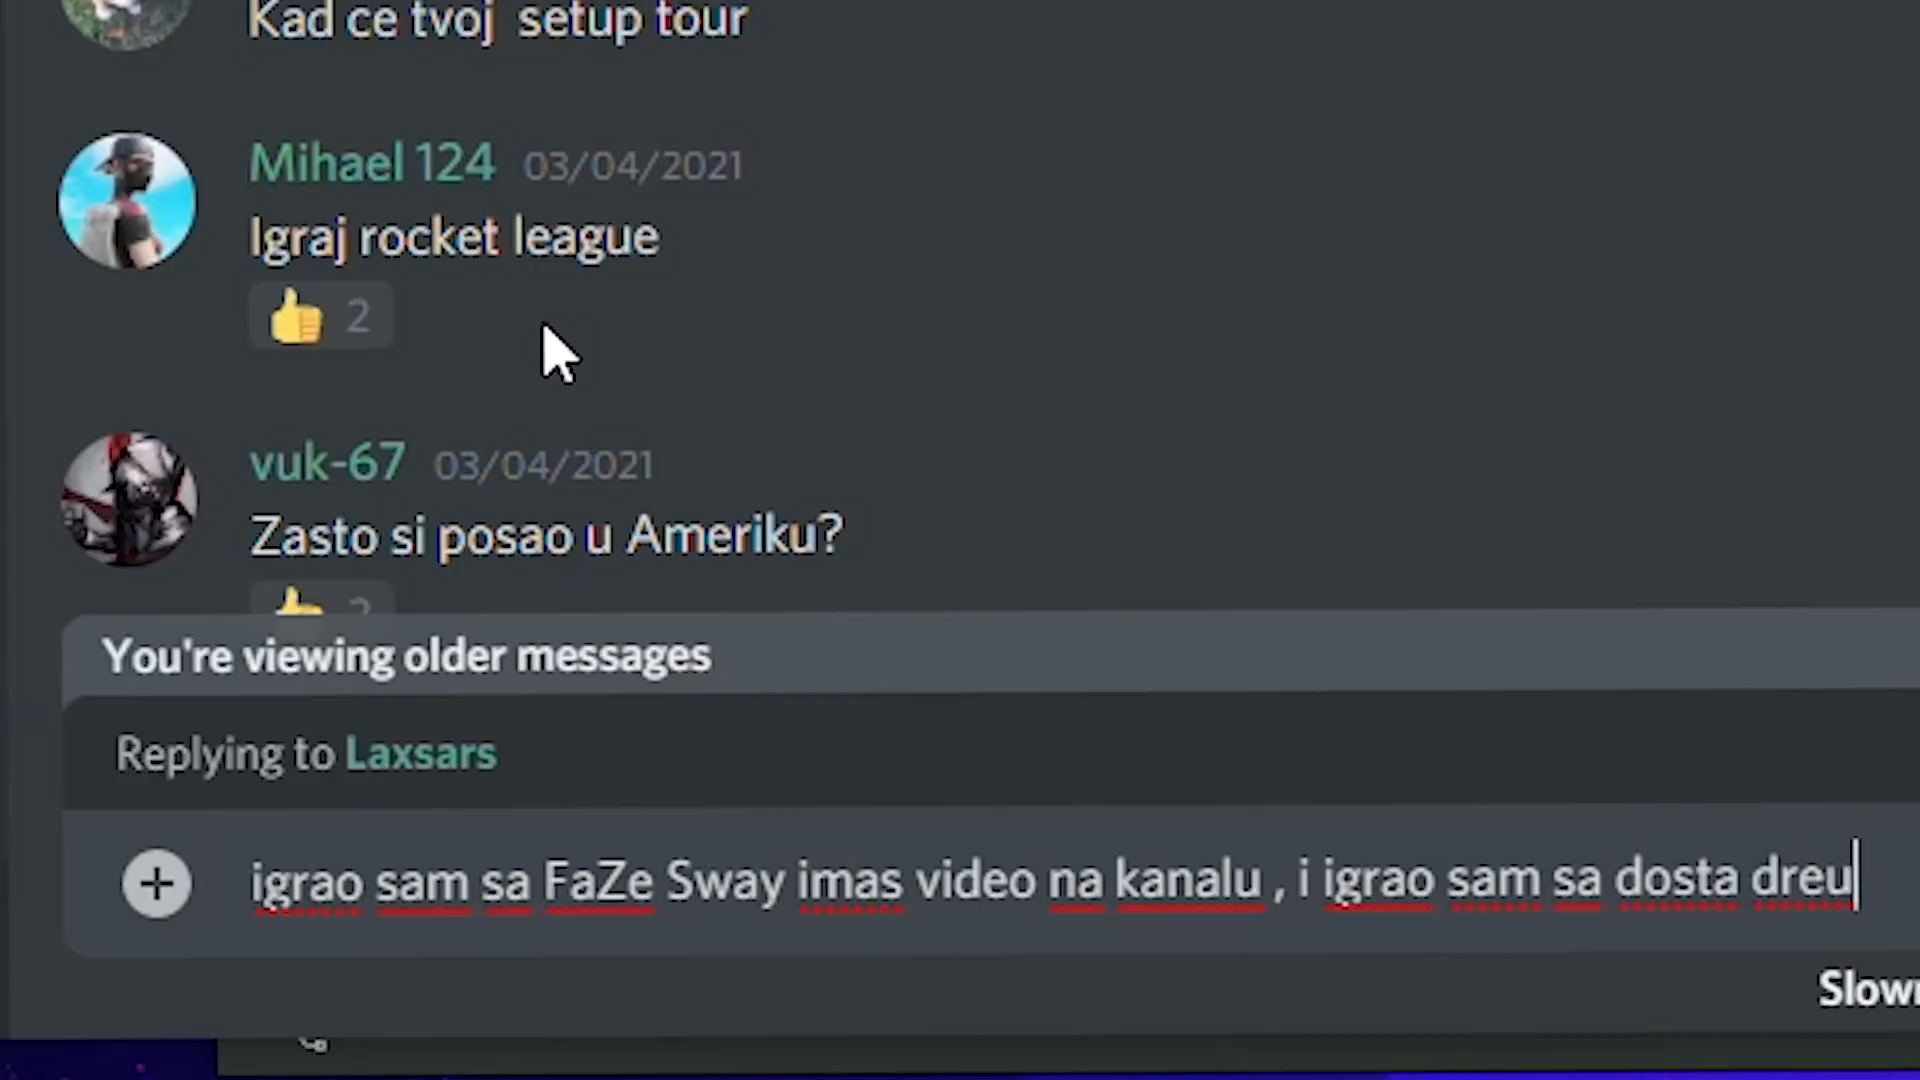 Kad ce tvoj setup tour
Mihael 124 03/04/2021
Igraj rocket league
2
vuk-67 03/04/2021
Zasto si posao u Ameriku?
You're viewing older messages
Replying to Laxsars
igrao sam sa FaZe Sway imas video na kanalu , i igrao sam sa dosta dreu